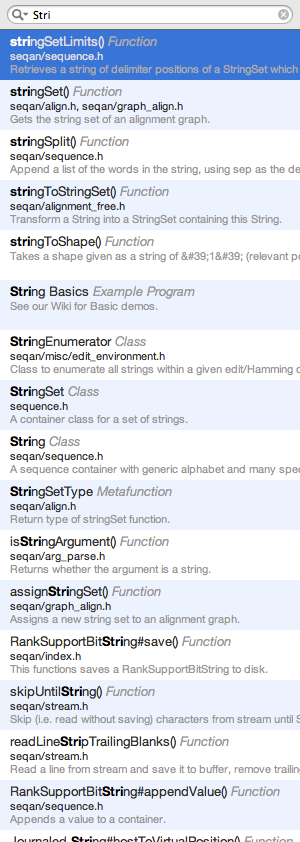 Stri
stringSetLimits() Function
seqan/sequence.h
Retrieves a string of delimiter positions of a StringSet which
stringSet() Function
seqan/align.h, seqan/graph_align.h
Gets the string set of an alignment graph.
stringSplit() Function
seqan/sequence.h
Append a list of the words in the string, using sep as the de
stringToStringSet() Function
seqan/alignment_free.h
Transform a String into a StringSet containing this String.
stringToShape() Function
Takes a shape given as a string of &#39;1&#39; (relevant po
String Basics Example Program
See our Wiki for Basic demos.
StringEnumerator Class
seqan/misc/edit_environment.h
Class to enumerate all strings within a given edit/Hamming d
StringSet Class
sequence.h
A container class for a set of strings.
String Class
seqan/sequence.h
A sequence container with generic alphabet and many spec
StringSetType Metafunction
seqan/align.h
Return type of stringSet function.
isStringArgument() Function
seqan/arg_parse.h
Returns whether the argument is a string.
assignStringSet() Function
seqan/graph_align.h
Assigns a new string set to an alignment graph.
RankSupportBitString#save() Function
seqan/index.h
This functions saves a RankSupportBitString to disk.
skipUntilString() Function
seqan/stream.h
Skip (i.e. read without saving) characters from stream until S
readLineStripTrailingBlanks() Function
seqan/stream.h
Read a line from stream and save it to buffer, remove trailin
RankSupportBitString#appendValue() Function
seqan/sequence.h
Appends a value to a container.
Journaled String#hostToVirtualPosition() Function